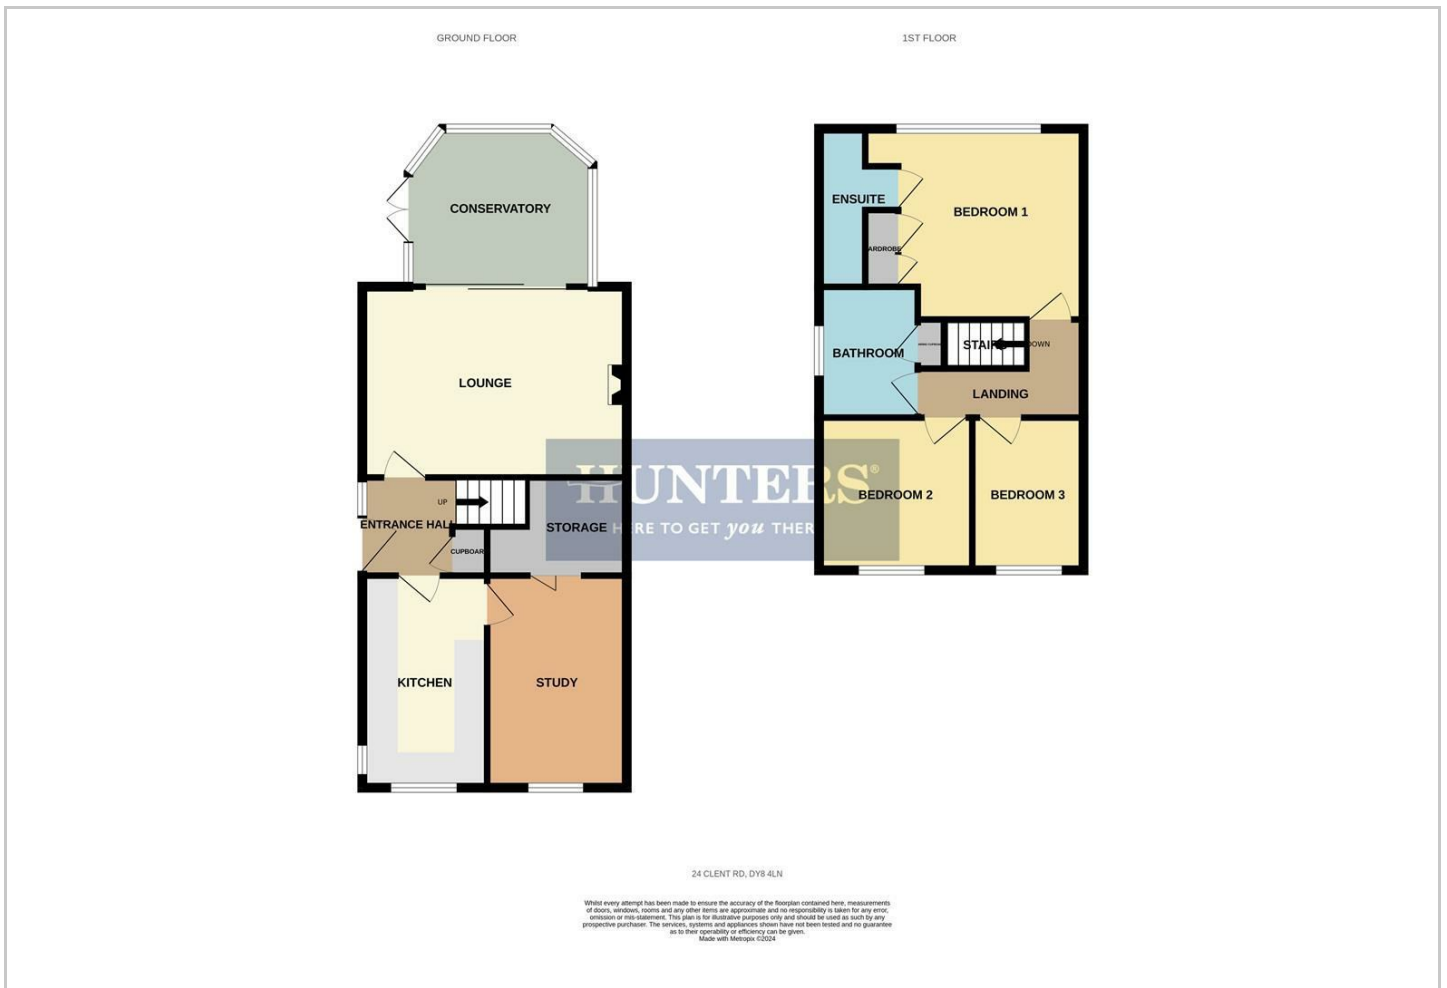 GROUND FLOOR
1ST FLOOR
CONSERVATORY
ENSUITE
BEDROOM 1
ARDROBE
BATHROOM
STAIRS
DOWN
LANDING
LOUNGE
HUNTERS®
HERE TO GET you THER
UP
ENTRANCE HALL
CUPBOAR
STORAGE
BEDROOM 2
BEDROOM 3
KITCHEN
STUDY
24 CLENT RD, DY8 4LN
Whilst every attempt has been made to ensure the accuracy of the floorplan contained here, measurements
of doors, windows, rooms and any other items are approximate and no responsibility is taken for any error,
omission or mis-statement. This plan is for illustrative purposes only and should be used as such by any
prospective purchaser. The services, systems and appliances shown have not been tested and no guarantee
as to their operability or efficiency can be given.
Made with Metropix ©2024